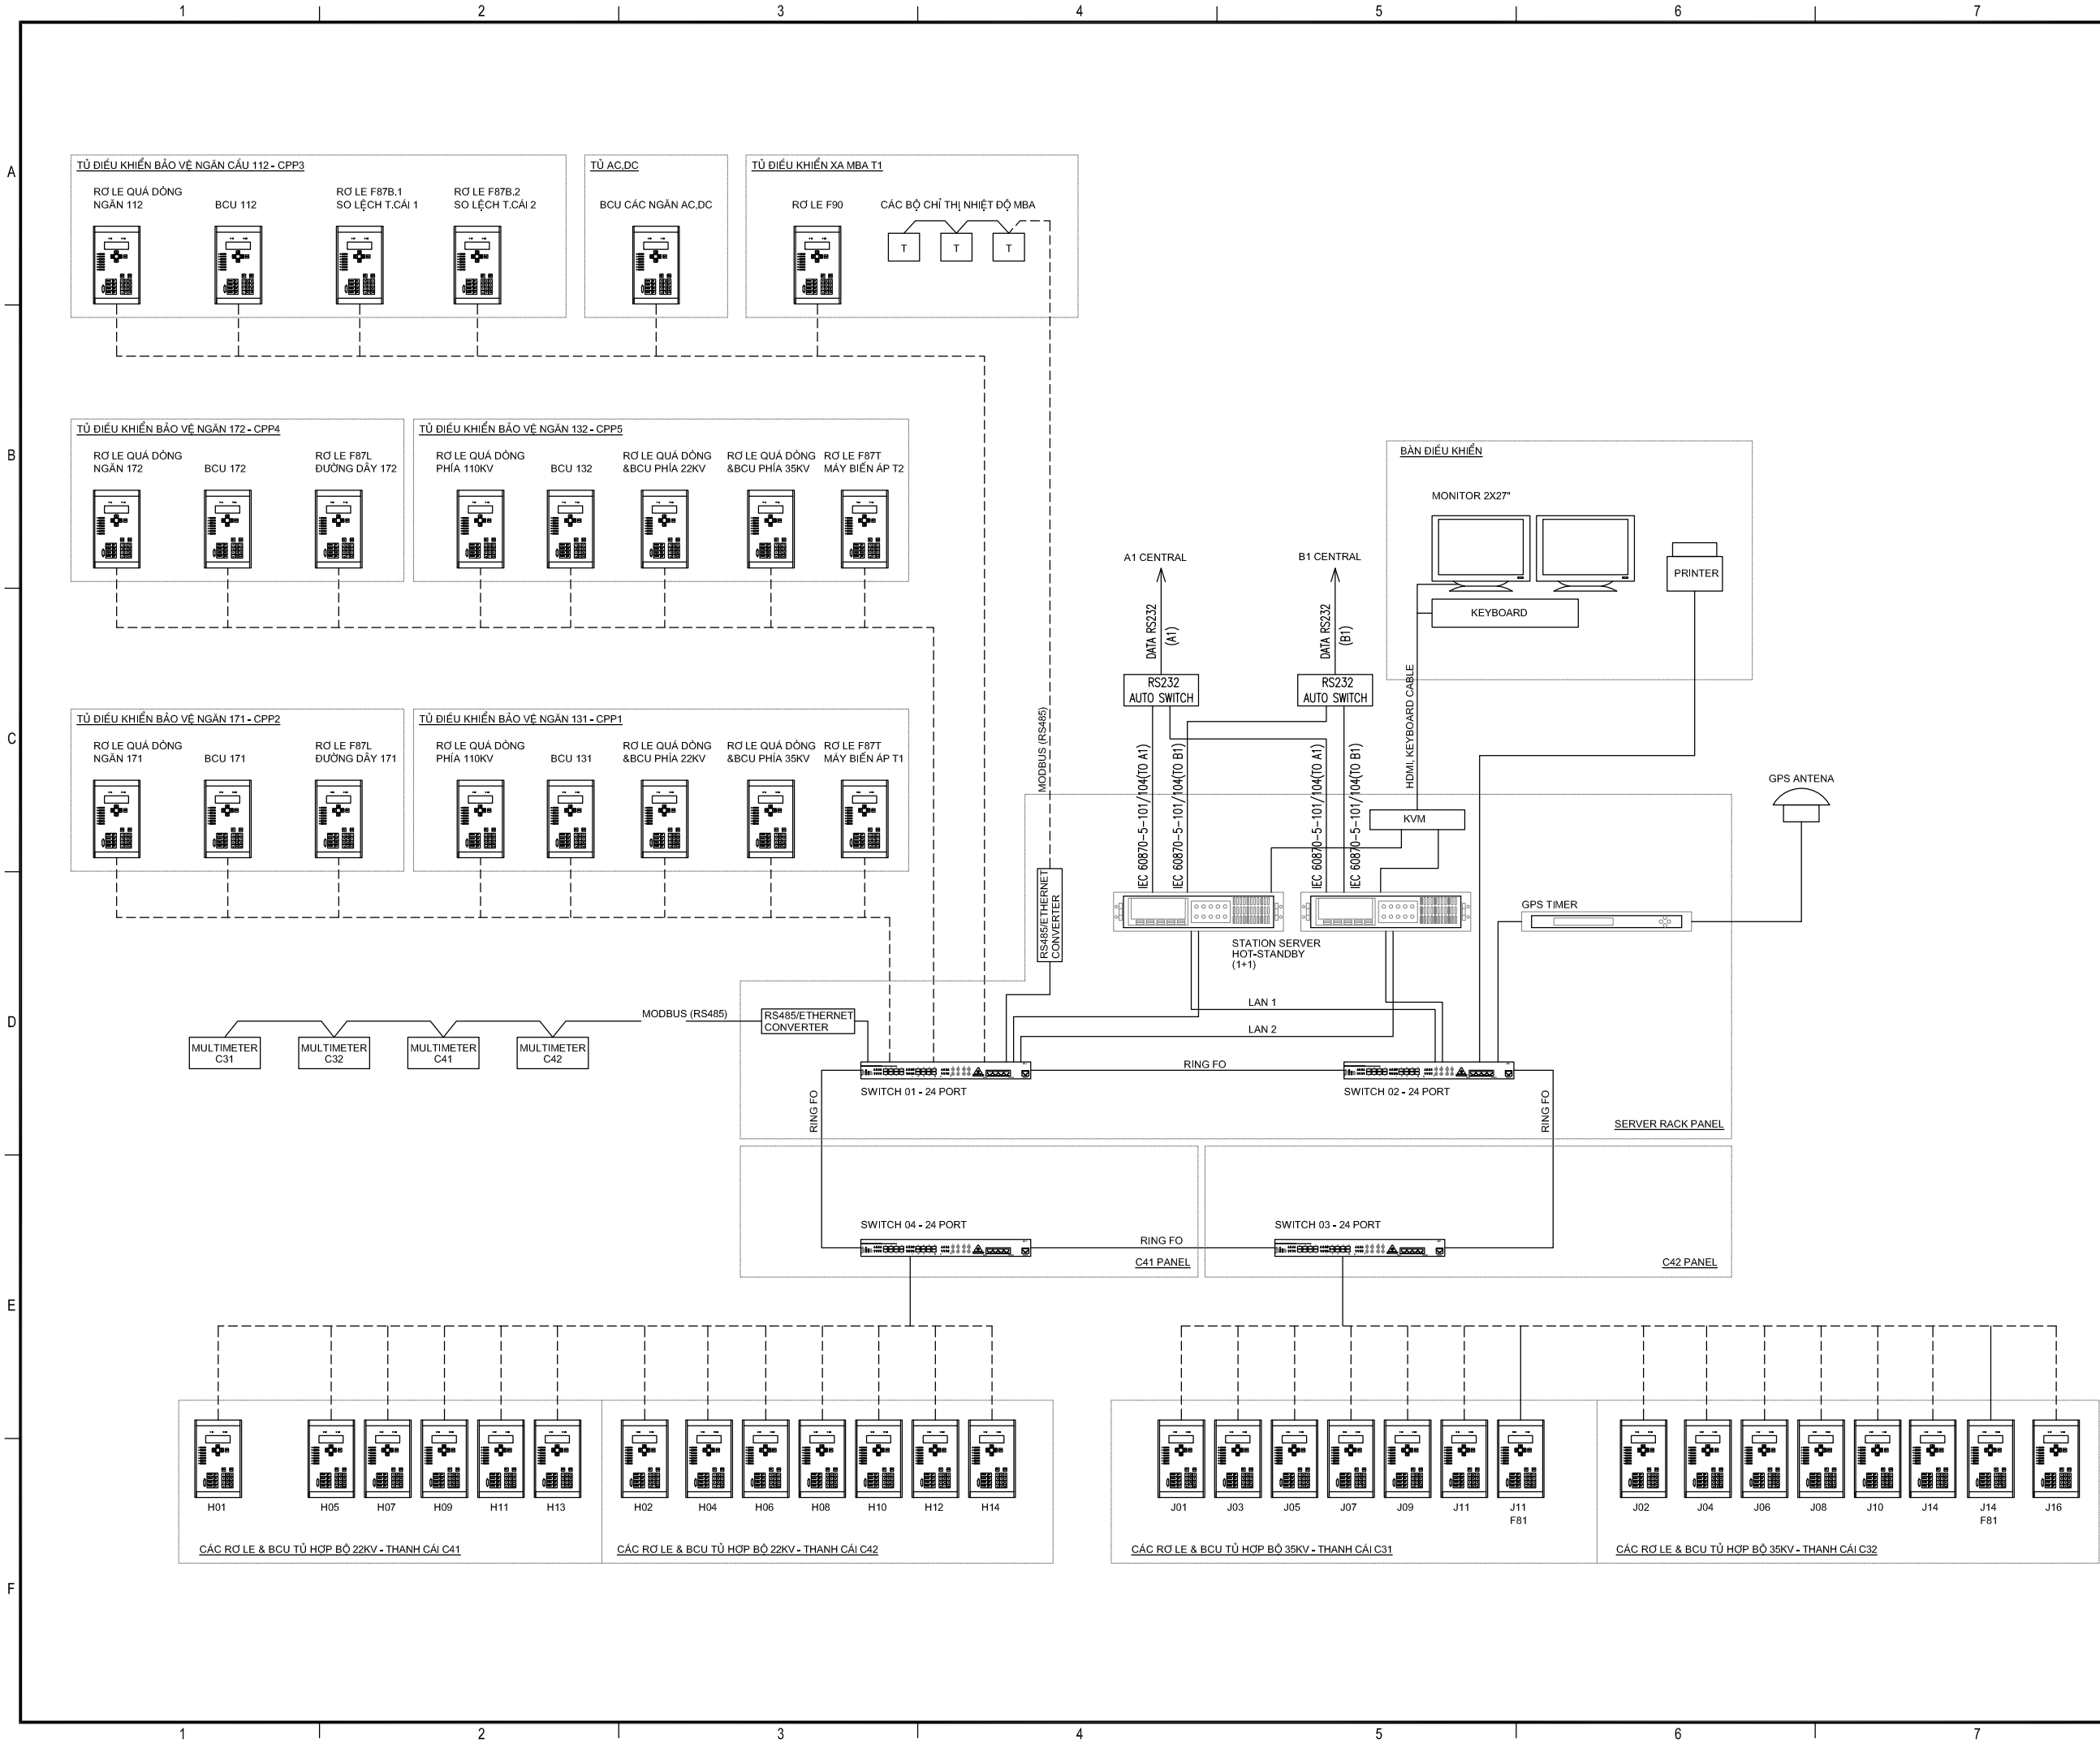 1 2 3 4 5 6 7
A
TỦ ĐIỀU KHIỂN BẢO VỆ NGĂN CẦU 112 - CPP3
RƠ LE QUÁ DÒNG
NGĂN 112
BCU 112
RƠ LE F87B.1
SO LỆCH T.CÁI 1
RƠ LE F87B.2
SO LỆCH T.CÁI 2
TỦ AC,DC
BCU CÁC NGĂN AC,DC
TỦ ĐIỀU KHIỂN XA MBA T1
RƠ LE F90
CÁC BỘ CHỈ THỊ NHIỆT ĐỘ MBA
T T T
B
TỦ ĐIỀU KHIỂN BẢO VỆ NGĂN 172 - CPP4
RƠ LE QUÁ DÒNG
NGĂN 172
BCU 172
RƠ LE F87L
ĐƯỜNG DÂY 172
TỦ ĐIỀU KHIỂN BẢO VỆ NGĂN 132 - CPP5
RƠ LE QUÁ DÒNG
PHÍA 110KV
BCU 132
RƠ LE QUÁ DÒNG
&BCU PHÍA 22KV
RƠ LE QUÁ DÒNG
&BCU PHÍA 35KV
RƠ LE F87T
MÁY BIẾN ÁP T2
BÀN ĐIỀU KHIỂN
MONITOR 2X27"
KEYBOARD
PRINTER
A1 CENTRAL
B1 CENTRAL
DATA RS232
(A1)
DATA RS232
(B1)
RS232
AUTO SWITCH
RS232
AUTO SWITCH
HDMI, KEYBOARD CABLE
C
TỦ ĐIỀU KHIỂN BẢO VỆ NGĂN 171 - CPP2
RƠ LE QUÁ DÒNG
NGĂN 171
BCU 171
RƠ LE F87L
ĐƯỜNG DÂY 171
TỦ ĐIỀU KHIỂN BẢO VỆ NGĂN 131 - CPP1
RƠ LE QUÁ DÒNG
PHÍA 110KV
BCU 131
RƠ LE QUÁ DÒNG
&BCU PHÍA 22KV
RƠ LE QUÁ DÒNG
&BCU PHÍA 35KV
RƠ LE F87T
MÁY BIẾN ÁP T1
MODBUS (RS485)
IEC 60870-5-101/104(TO A1)
IEC 60870-5-101/104(TO B1)
IEC 60870-5-101/104(TO A1)
IEC 60870-5-101/104(TO B1)
KVM
GPS ANTENA
RS485/ETHERNET
CONVERTER
GPS TIMER
STATION SERVER
HOT-STANDBY
(1+1)
D
MULTIMETER
C31
MULTIMETER
C32
MULTIMETER
C41
MULTIMETER
C42
MODBUS (RS485)
RS485/ETHERNET
CONVERTER
LAN 1
LAN 2
RING FO
SWITCH 01 - 24 PORT
SWITCH 02 - 24 PORT
RING FO
RING FO
SERVER RACK PANEL
SWITCH 04 - 24 PORT
SWITCH 03 - 24 PORT
RING FO
C41 PANEL
C42 PANEL
E
H01 H05 H07 H09 H11 H13
CÁC RƠ LE & BCU TỦ HỢP BỘ 22KV - THANH CÁI C41
H02 H04 H06 H08 H10 H12 H14
CÁC RƠ LE & BCU TỦ HỢP BỘ 22KV - THANH CÁI C42
J01 J03 J05 J07 J09 J11 J11
F81
CÁC RƠ LE & BCU TỦ HỢP BỘ 35KV - THANH CÁI C31
J02 J04 J06 J08 J10 J14 J14 J16
F81
CÁC RƠ LE & BCU TỦ HỢP BỘ 35KV - THANH CÁI C32
F
1 2 3 4 5 6 7